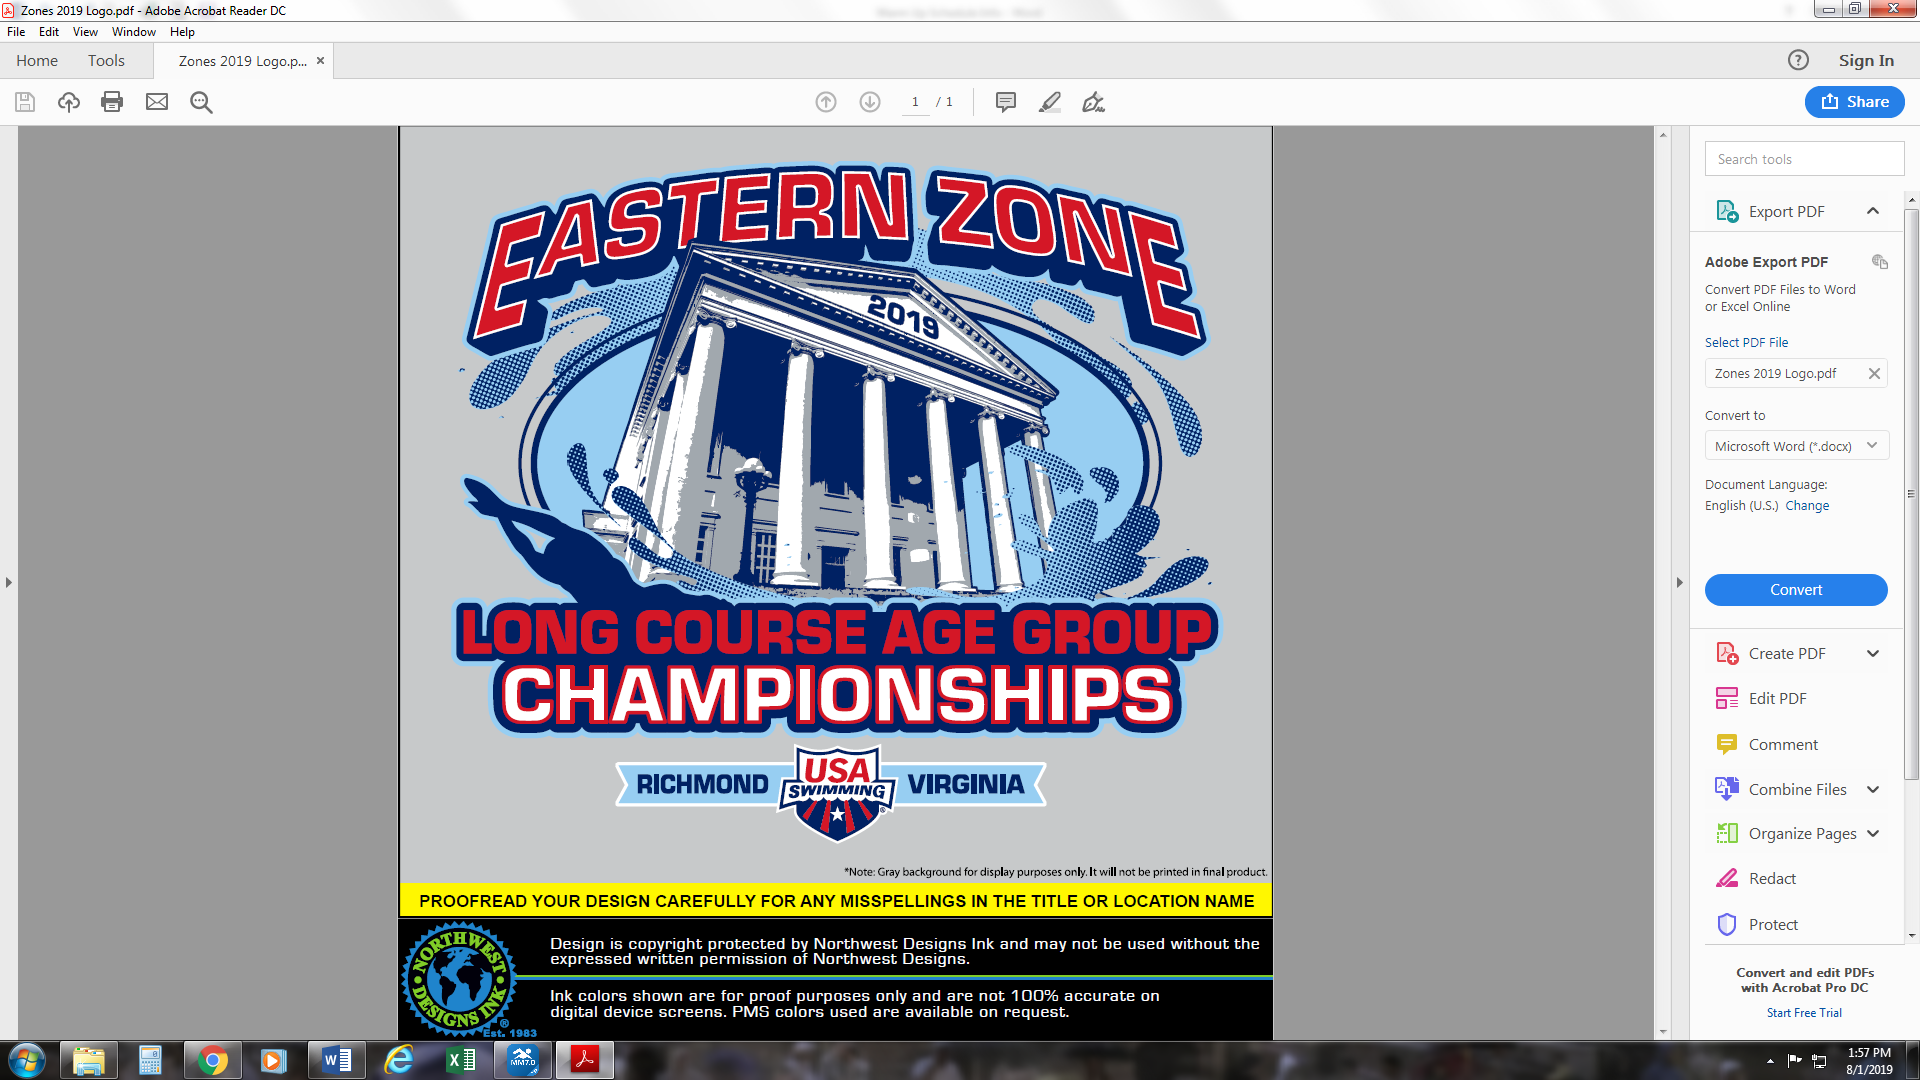 Zones 2019 Logo.pdf - Adobe Acrobat Reader DC
File Edit View Window Help
Home Tools Zones 2019 Logo.p... × Sign In
1 / 1 Share
EASTERN ZONE
2019
LONG COURSE AGE GROUP
CHAMPIONSHIPS
RICHMOND USA SWIMMING® VIRGINIA
*Note: Gray background for display purposes only. It will not be printed in final product.
PROOFREAD YOUR DESIGN CAREFULLY FOR ANY MISSPELLINGS IN THE TITLE OR LOCATION NAME
NORTHWEST DESIGNS INK®
Est. 1983
Design is copyright protected by Northwest Designs Ink and may not be used without the
expressed written permission of Northwest Designs.
Ink colors shown are for proof purposes only and are not 100% accurate on
digital device screens. PMS colors used are available on request.
Search tools
Export PDF
Adobe Export PDF
Convert PDF Files to Word
or Excel Online
Select PDF File
Zones 2019 Logo.pdf
Convert to
Microsoft Word (*.docx)
Document Language:
English (U.S.) Change
Convert
Create PDF
Edit PDF
Comment
Combine Files
Organize Pages
Redact
Protect
Convert and edit PDFs
with Acrobat Pro DC
Start Free Trial
MM7.0
1:57 PM
8/1/2019